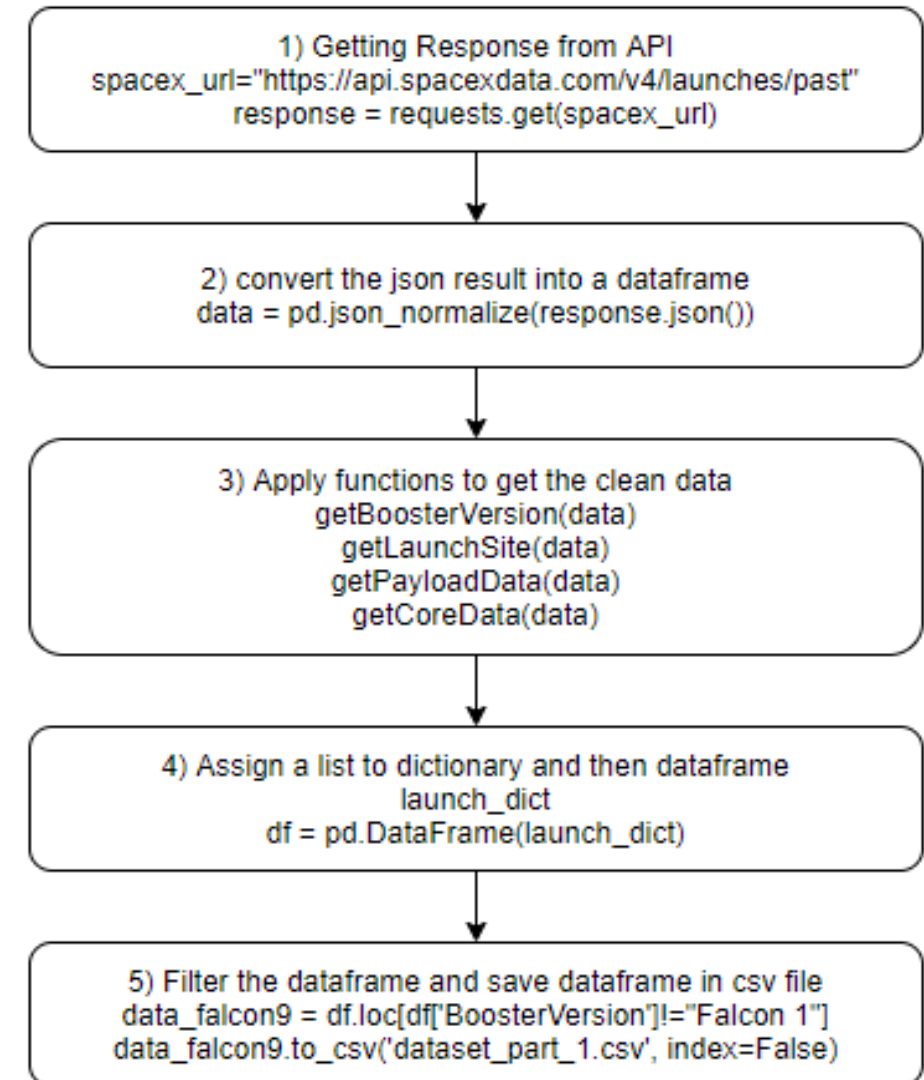 1) Getting Response from API
spacex_url="https://api.spacexdata.com/v4/launches/past"
response = requests.get(spacex_url)
2) convert the json result into a dataframe
data = pd.json_normalize(response.json())
3) Apply functions to get the clean data
getBoosterVersion(data)
getLaunchSite(data)
getPayloadData(data)
getCoreData(data)
4) Assign a list to dictionary and then dataframe
launch_dict
df = pd.DataFrame(launch_dict)
5) Filter the dataframe and save dataframe in csv file
data_falcon9 = df.loc[df['BoosterVersion']!="Falcon 1"]
data_falcon9.to_csv('dataset_part_1.csv', index=False)